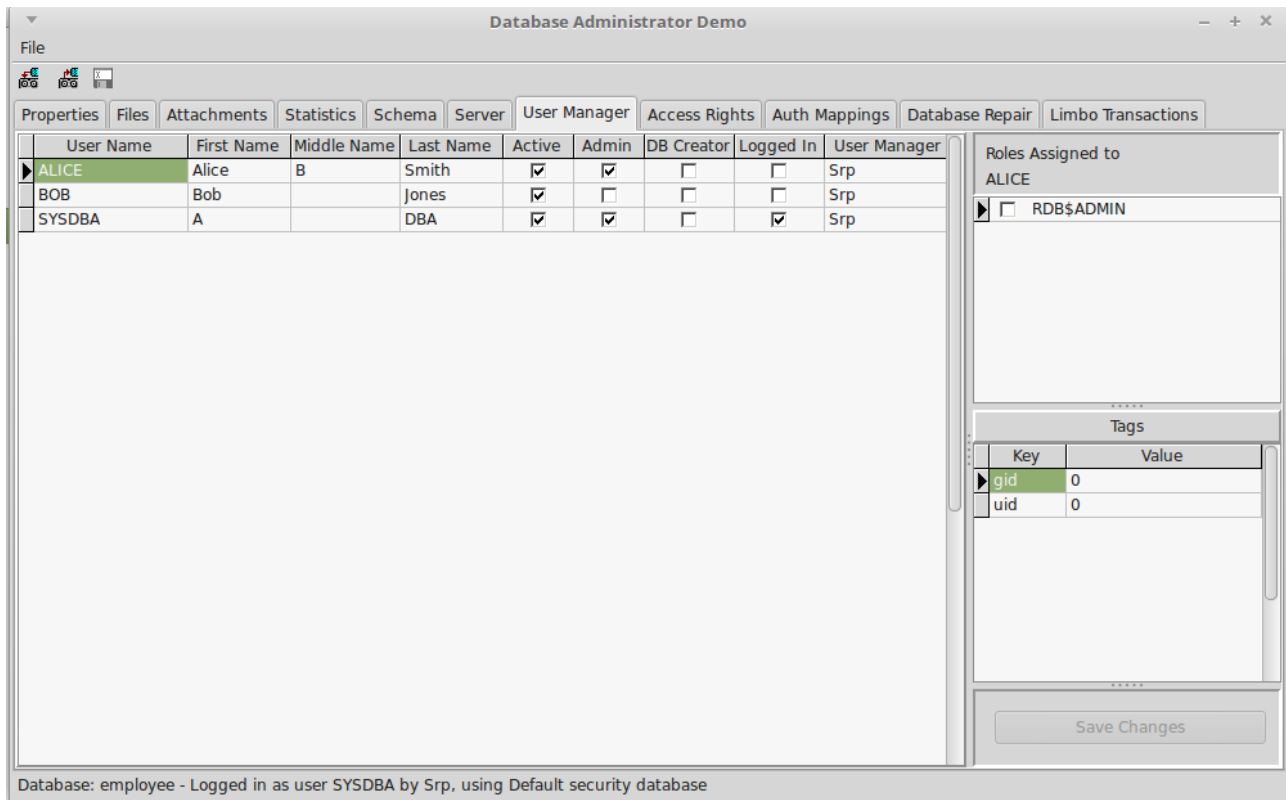 Database Administrator Demo
File
Properties Files Attachments Statistics Schema Server User Manager Access Rights Auth Mappings Database Repair Limbo Transactions
User Name First Name Middle Name Last Name Active Admin DB Creator Logged In User Manager
ALICE Alice B Smith Srp
BOB Bob Jones Srp
SYSDBA A DBA Srp
Roles Assigned to
ALICE
RDB$ADMIN
Tags
Key Value
gid 0
uid 0
Save Changes
Database: employee - Logged in as user SYSDBA by Srp, using Default security database